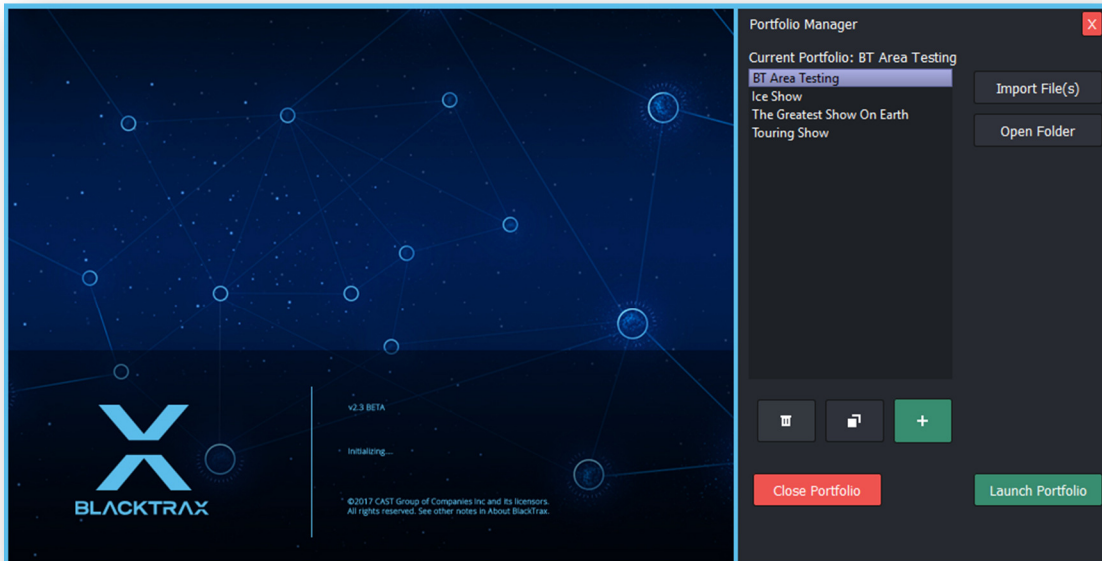 Portfolio Manager
X
Current Portfolio: BT Area Testing
BT Area Testing
Ice Show
The Greatest Show On Earth
Touring Show
Import File(s)
Open Folder
Close Portfolio
Launch Portfolio
BLACKTRAX
v2.3 BETA
Initializing...
©2017 CAST Group of Companies Inc and its licensors.
All rights reserved. See other notes in About BlackTrax.